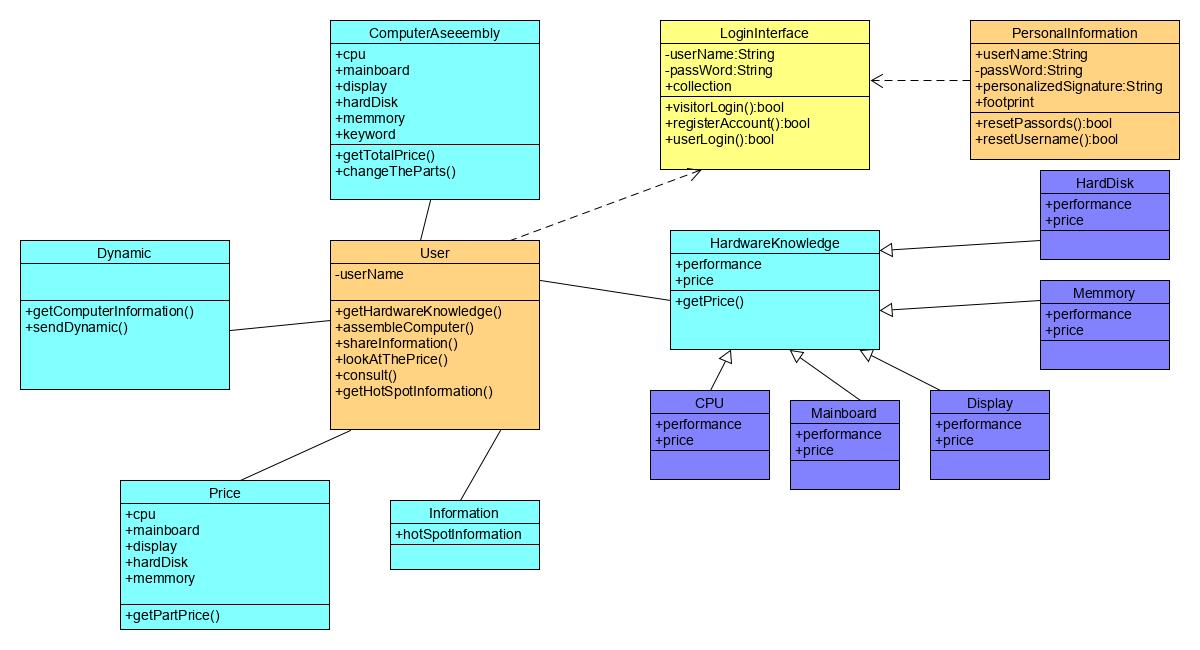 ComputerAseeembly
+cpu
+mainboard
+display
+hardDisk
+memmory
+keyword
+getTotalPrice()
+changeTheParts()
LoginInterface
-userName:String
-passWord:String
+collection
+visitorLogin():bool
+registerAccount():bool
+userLogin():bool
PersonalInformation
+userName:String
-passWord:String
+personalizedSignature:String
+footprint
+resetPassords():bool
+resetUsername():bool
HardDisk
+performance
+price
Dynamic
+getComputerInformation()
+sendDynamic()
User
-userName
+getHardwareKnowledge()
+assembleComputer()
+shareInformation()
+lookAtThePrice()
+consult()
+getHotSpotInformation()
HardwareKnowledge
+performance
+price
+getPrice()
Memmory
+performance
+price
CPU
+performance
+price
Mainboard
+performance
+price
Display
+performance
+price
Price
+cpu
+mainboard
+display
+hardDisk
+memmory
+getPartPrice()
Information
+hotSpotInformation